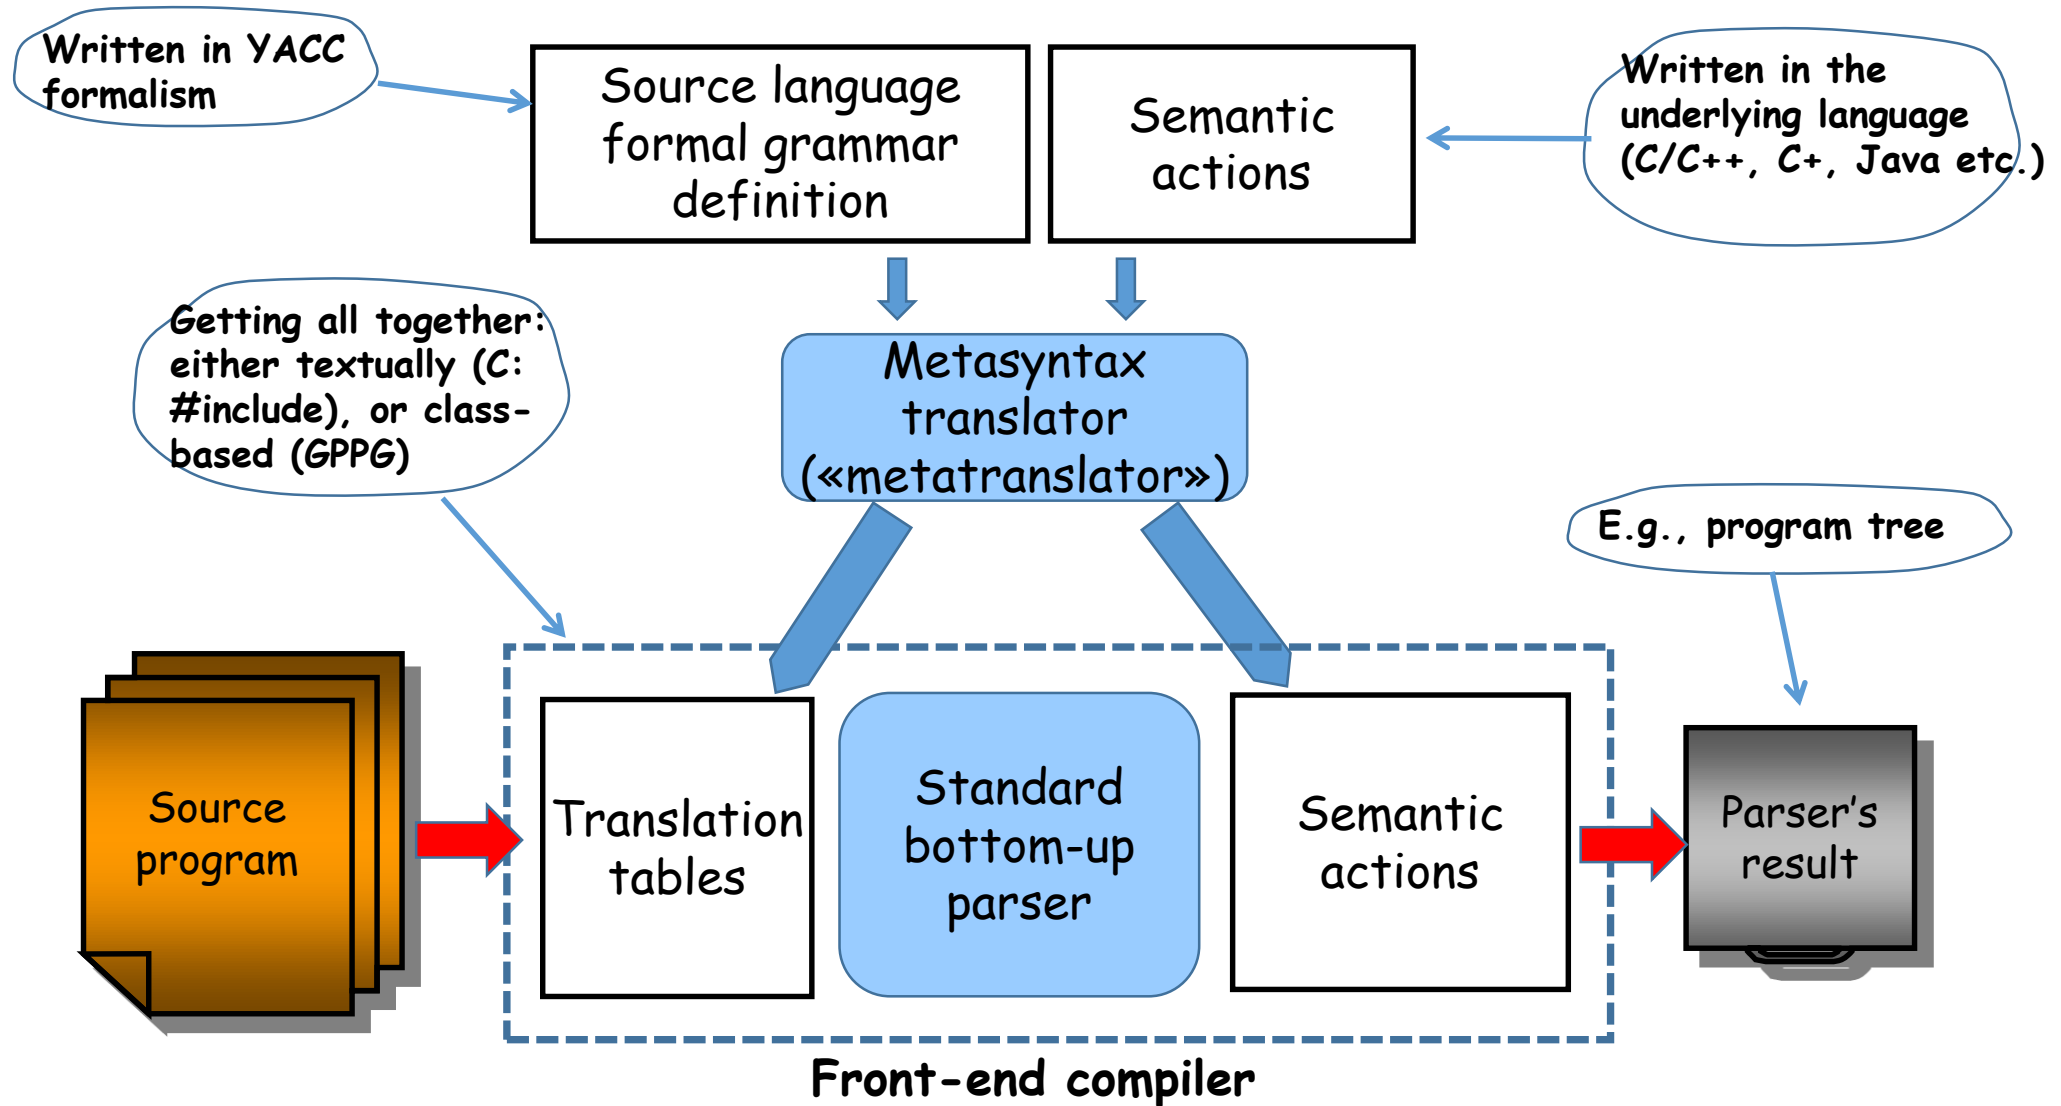 Written in YACC
formalism
Source language
formal grammar
definition
Semantic
actions
Written in the
underlying language
(C/C++, C+, Java etc.)
Getting all together:
either textually (C:
#include), or class-
based (GPPG)
Metasyntax
translator
(«metatranslator»)
E.g., program tree
Source
program
Translation
tables
Standard
bottom-up
parser
Semantic
actions
Parser’s
result
Front-end compiler